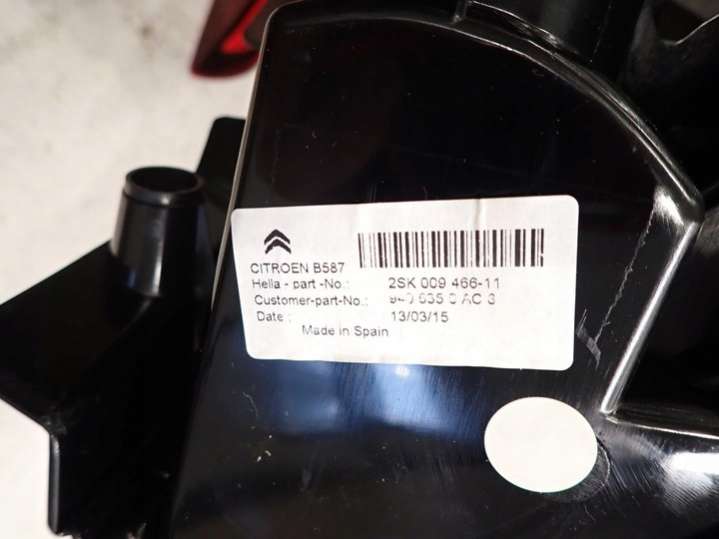 CITROEN B587
Hella - part -No.: 2SK 009 466-11
Customer-part-No.:
Date : 13/03/15
Made in Spain